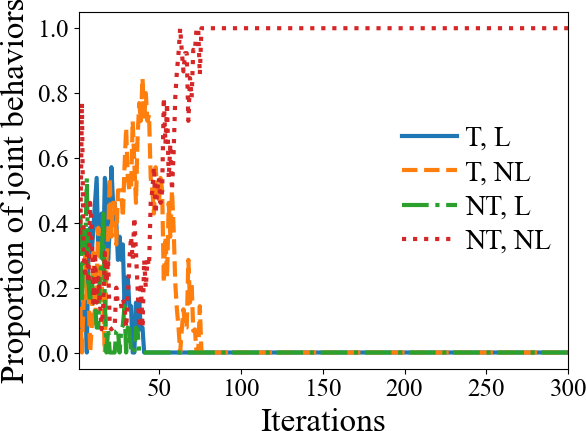 Proportion of joint behaviors
1.0
0.8
0.6
0.4
0.2
0.0
T, L
T, NL
NT, L
NT, NL
50 100 150 200 250 300
Iterations